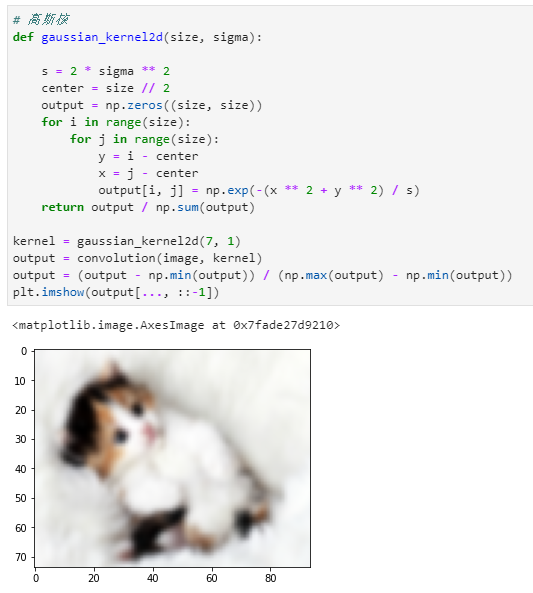 # 高斯核
def gaussian_kernel2d(size, sigma):
    s = 2 * sigma ** 2
    center = size // 2
    output = np.zeros((size, size))
    for i in range(size):
        for j in range(size):
            y = i - center
            x = j - center
            output[i, j] = np.exp(-(x ** 2 + y ** 2) / s)
    return output / np.sum(output)
kernel = gaussian_kernel2d(7, 1)
output = convolution(image, kernel)
output = (output - np.min(output)) / (np.max(output) - np.min(output))
plt.imshow(output[..., ::-1])
<matplotlib.image.AxesImage at 0x7fade27d9210>
0
10
20
30
40
50
60
70
0 20 40 60 80